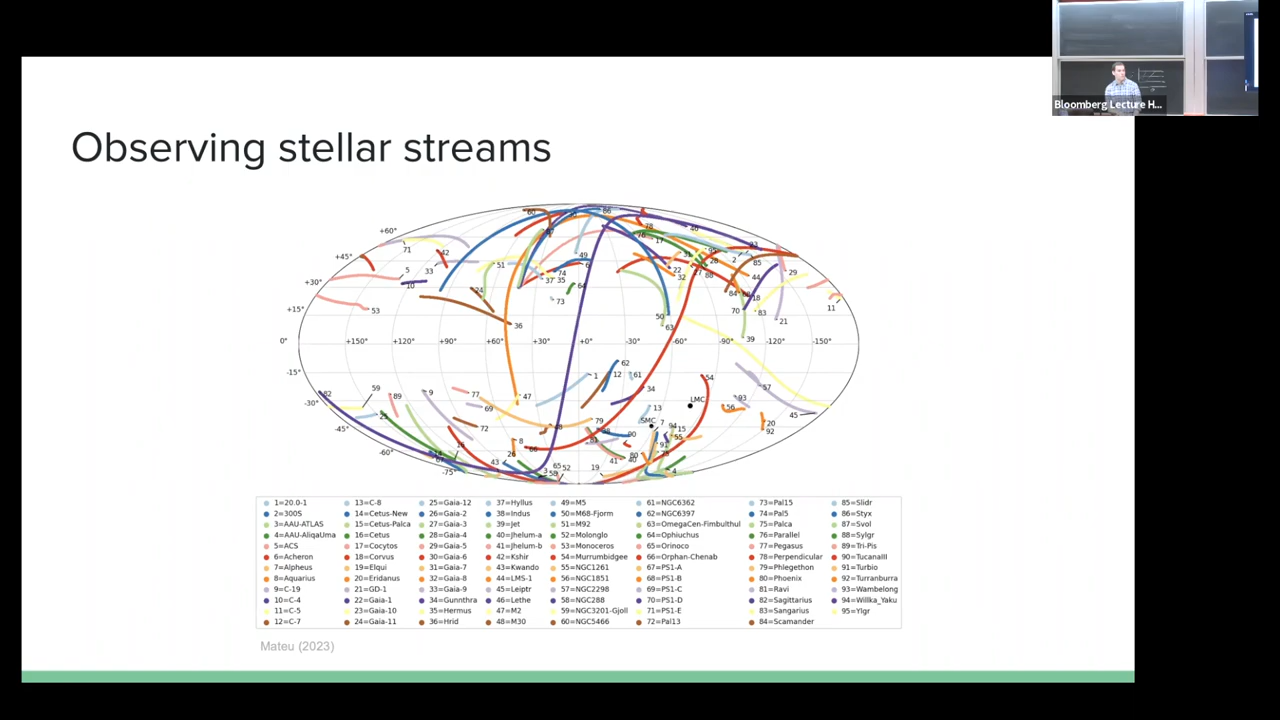 Bloomberg Lecture H...
Observing stellar streams
+60°
+45°
+30°
+15°
0°
-15°
-30°
-45°
-60°
-75°
+150° +120° +90° +60° +30° +0° -30° -60° -90° -120° -150°
LMC
SMC
1=20.0-1 13=C-8 25=Gaia-12 37=Hyllus 49=M5 61=NGC6362 73=Pal15 85=Slidr
2=300S 14=Cetus-New 26=Gaia-2 38=Indus 50=M68-Fjorm 62=NGC6397 74=Pal5 86=Styx
3=AAU-ATLAS 15=Cetus-Palca 27=Gaia-3 39=Jet 51=M92 63=OmegaCen-Fimbulthul 75=Palca 87=Svol
4=AAU-AliqaUma 16=Cetus 28=Gaia-4 40=Jhelum-a 52=Molonglo 64=Ophiuchus 76=Parallel 88=Sylgr
5=ACS 17=Cocytos 29=Gaia-5 41=Jhelum-b 53=Monoceros 65=Orinoco 77=Pegasus 89=Tri-Pis
6=Acheron 18=Corvus 30=Gaia-6 42=Kshir 54=Murrumbidgee 66=Orphan-Chenab 78=Perpendicular 90=TucanaIII
7=Alpheus 19=Elqui 31=Gaia-7 43=Kwando 55=NGC1261 67=PS1-A 79=Phlegethon 91=Turbio
8=Aquarius 20=Eridanus 32=Gaia-8 44=LMS-1 56=NGC1851 68=PS1-B 80=Phoenix 92=Turranburra
9=C-19 21=GD-1 33=Gaia-9 45=Leiptr 57=NGC2298 69=PS1-C 81=Ravi 93=Wambelong
10=C-4 22=Gaia-1 34=Gunnthra 46=Lethe 58=NGC288 70=PS1-D 82=Sagittarius 94=Willka_Yaku
11=C-5 23=Gaia-10 35=Hermus 47=M2 59=NGC3201-Gjoll 71=PS1-E 83=Sangarius 95=Ylgr
12=C-7 24=Gaia-11 36=Hrid 48=M30 60=NGC5466 72=Pal13 84=Scamander
Mateu (2023)